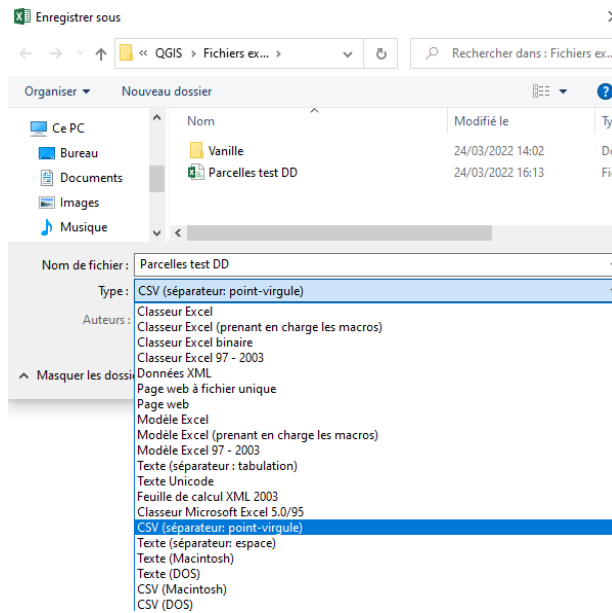 Enregistrer sous
« QGIS > Fichiers ex... >
Rechercher dans : Fichiers ex...
Organiser
Nouveau dossier
Ce PC
Bureau
Documents
Images
Musique
Nom
Modifié le
Ty
Vanille
24/03/2022 14:02
Do
Parcelles test DD
24/03/2022 16:13
Fi
Nom de fichier : Parcelles test DD
Type : CSV (séparateur: point-virgule)
Auteurs :
Classeur Excel
Classeur Excel (prenant en charge les macros)
Classeur Excel binaire
Classeur Excel 97 - 2003
Données XML
Page web à fichier unique
Page web
Modèle Excel
Modèle Excel (prenant en charge les macros)
Modèle Excel 97 - 2003
Texte (séparateur : tabulation)
Texte Unicode
Feuille de calcul XML 2003
Classeur Microsoft Excel 5.0/95
CSV (séparateur: point-virgule)
Texte (séparateur: espace)
Texte (Macintosh)
Texte (DOS)
CSV (Macintosh)
CSV (DOS)
Masquer les dossi